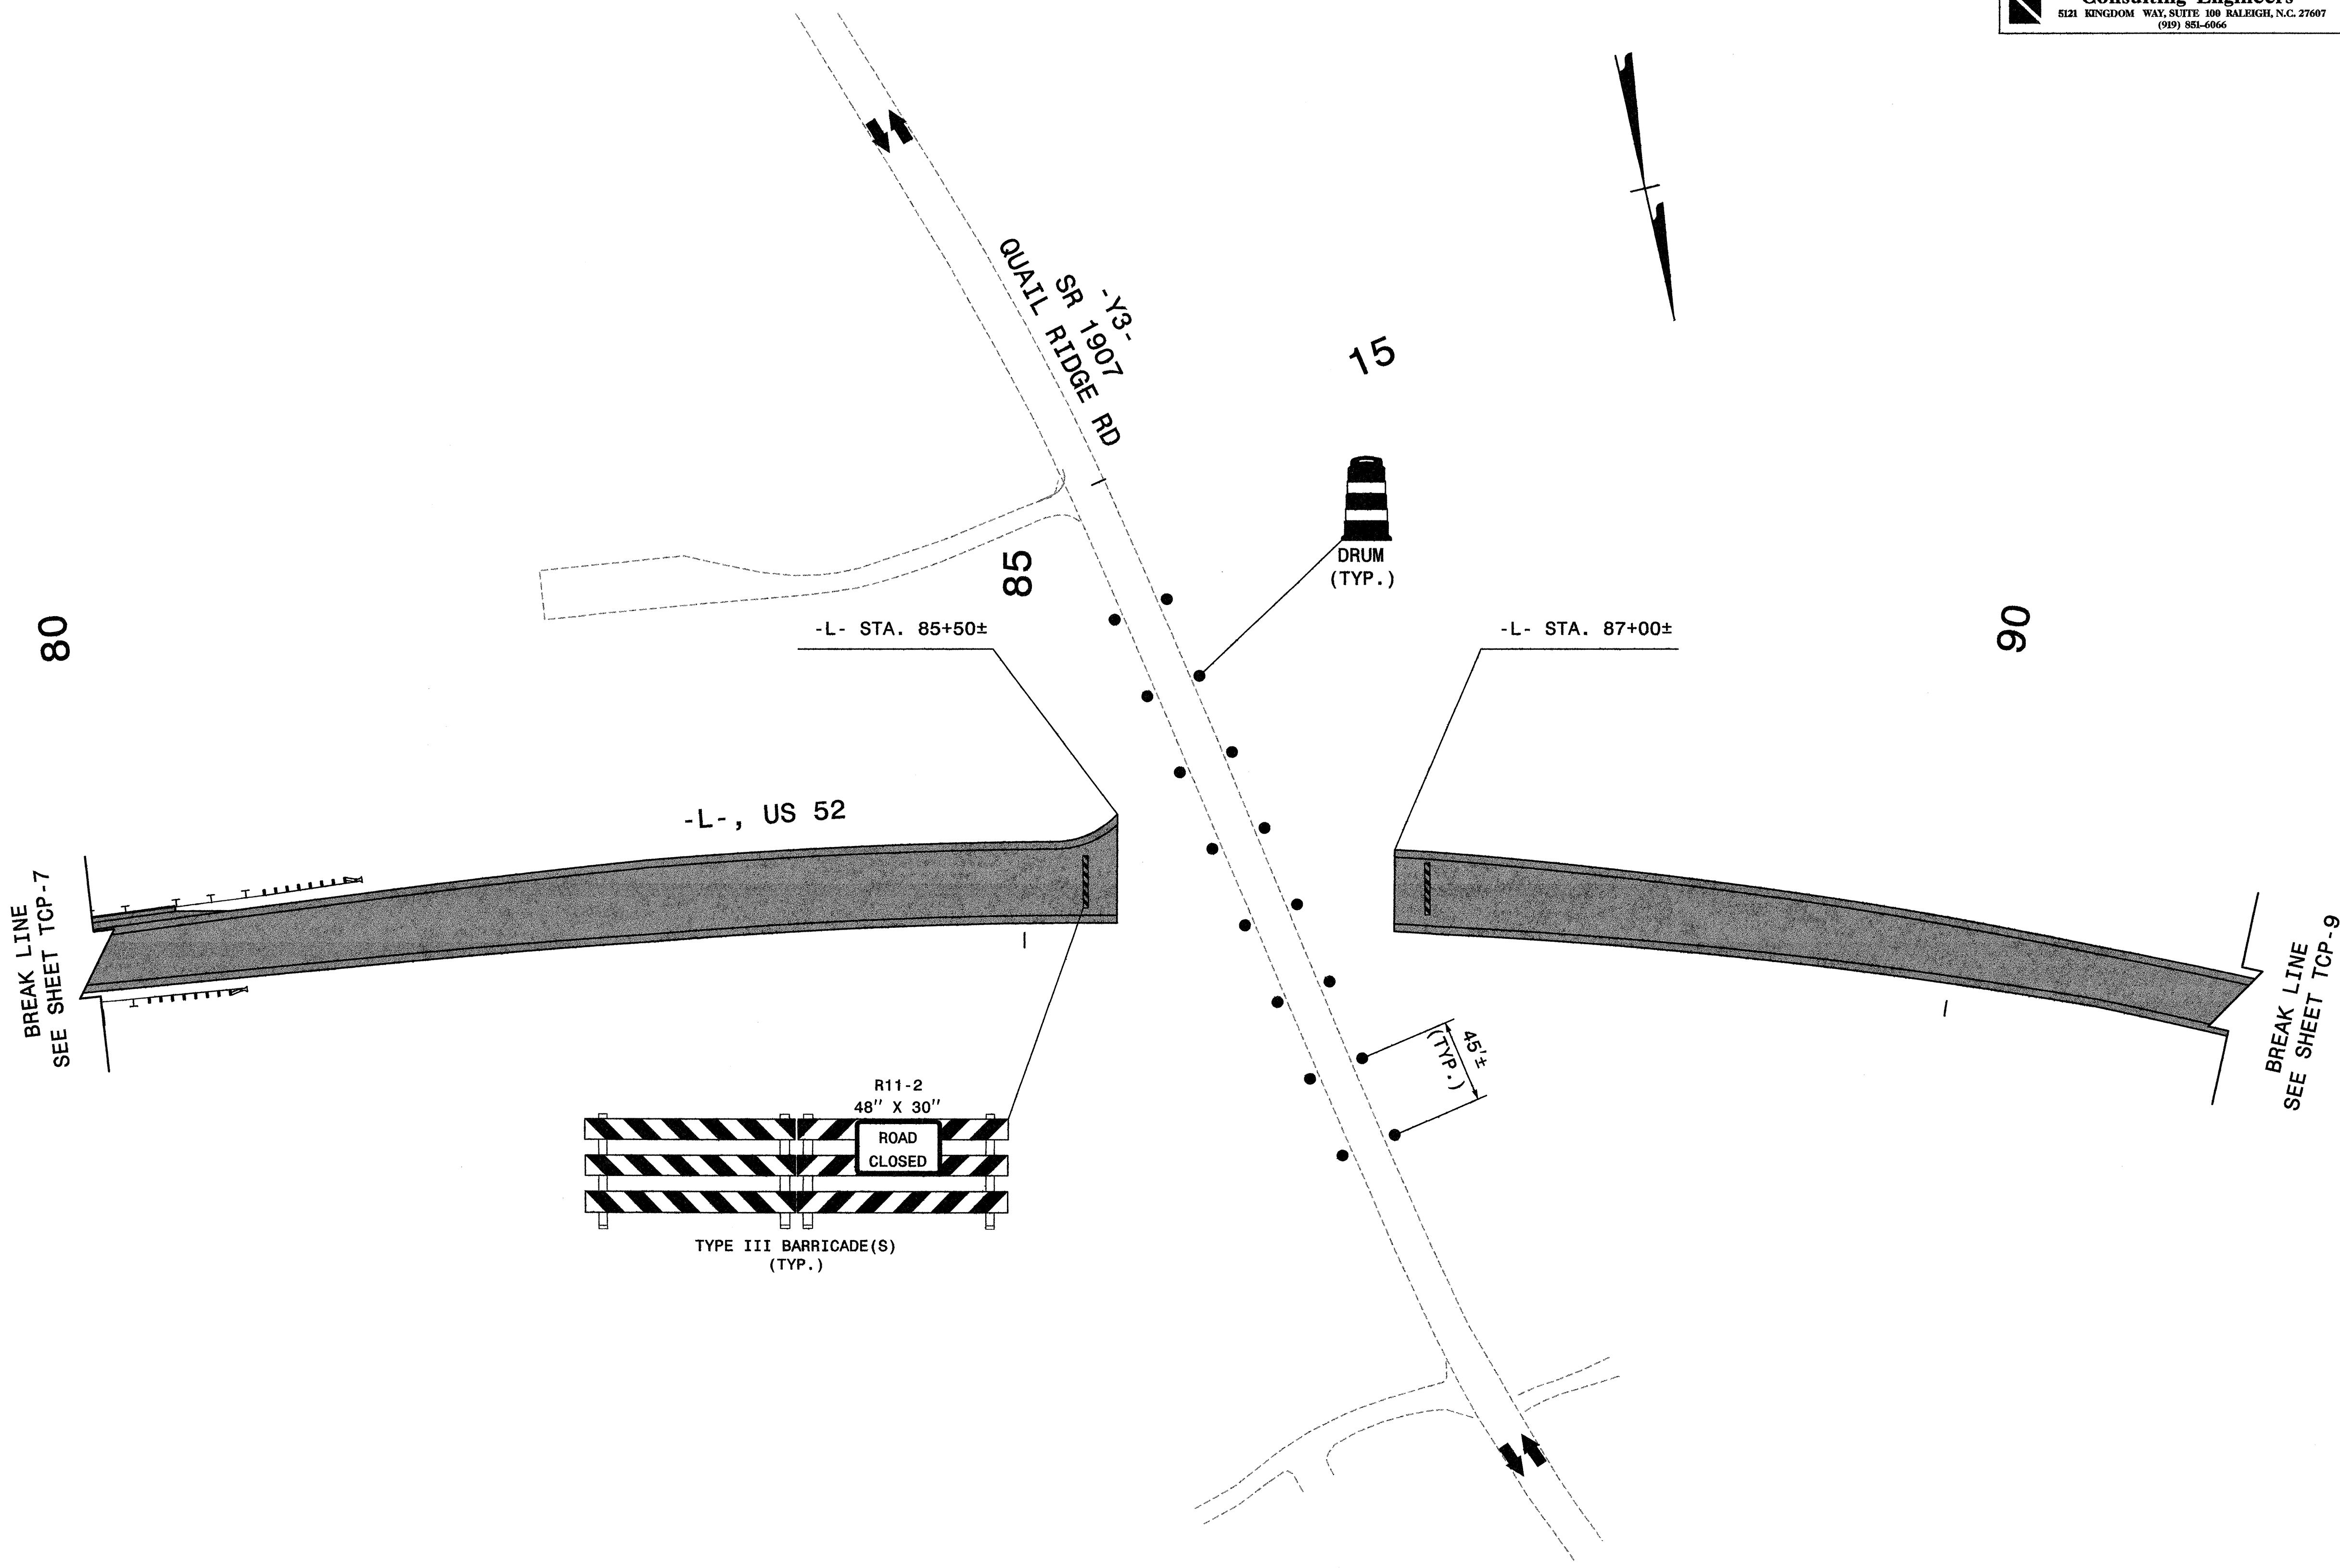 5121 KINGDOM WAY, SUITE 100 RALEIGH, N.C. 27607
(919) 851-6066
-Y3-
SR 1907
QUAIL RIDGE RD
15
DRUM
(TYP.)
85
80
90
-L- STA. 85+50±
-L- STA. 87+00±
-L-, US 52
BREAK LINE
SEE SHEET TCP-7
BREAK LINE
SEE SHEET TCP-9
45'±
(TYP.)
R11-2
48" X 30"
ROAD
CLOSED
TYPE III BARRICADE(S)
(TYP.)